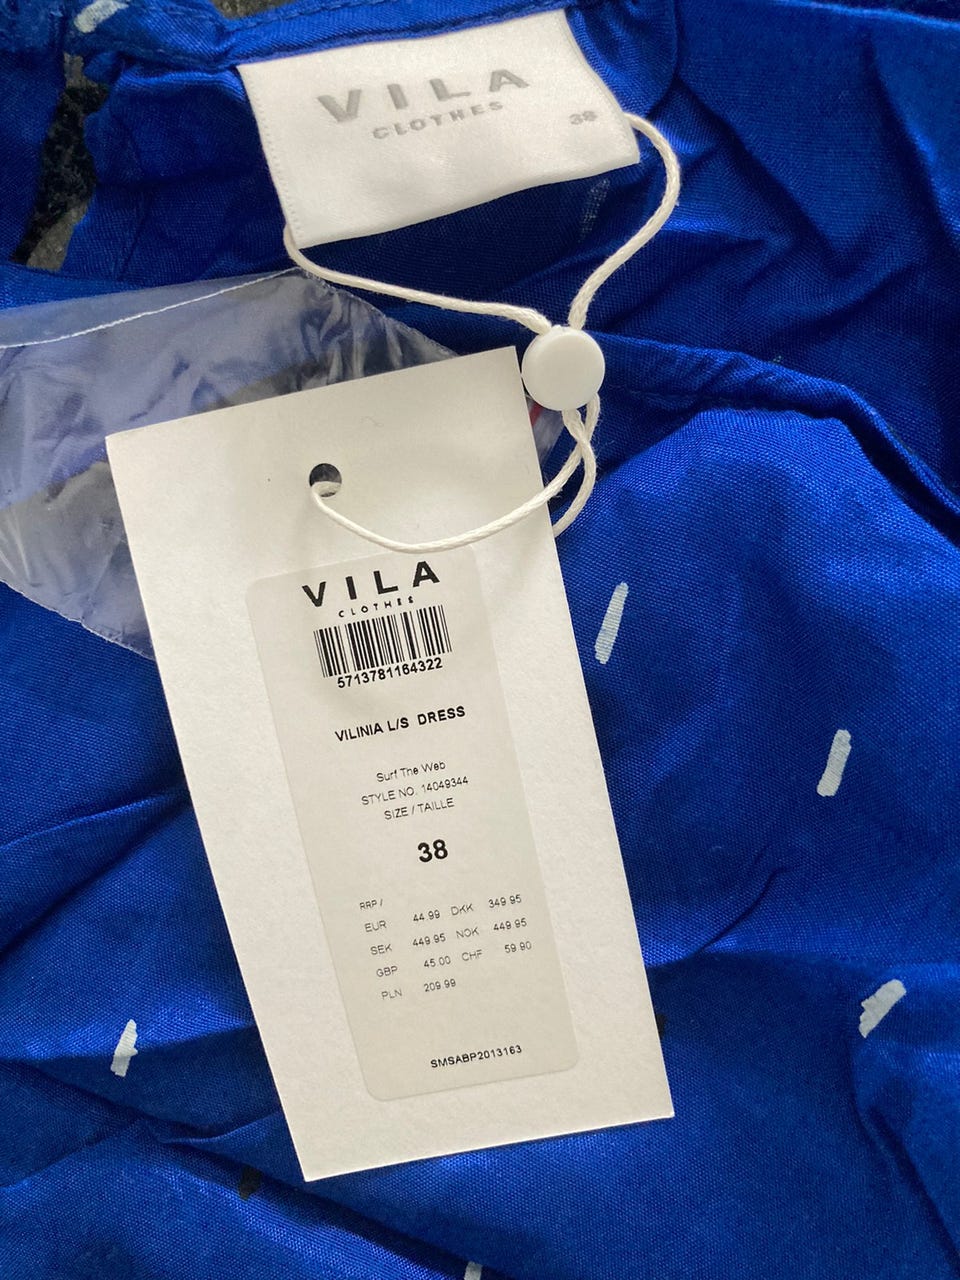 VILA
CLOTHES
38
VILA
CLOTHES
5713781164322
VILINIA L/S DRESS
Surf The Web
STYLE NO. 14049344
SIZE / TAILLE
38
RRP /
EUR 44.99 DKK 349.95
SEK 449.95 NOK 449.95
GBP 45.00 CHF 59.90
PLN 209.99
SMSABP2013163